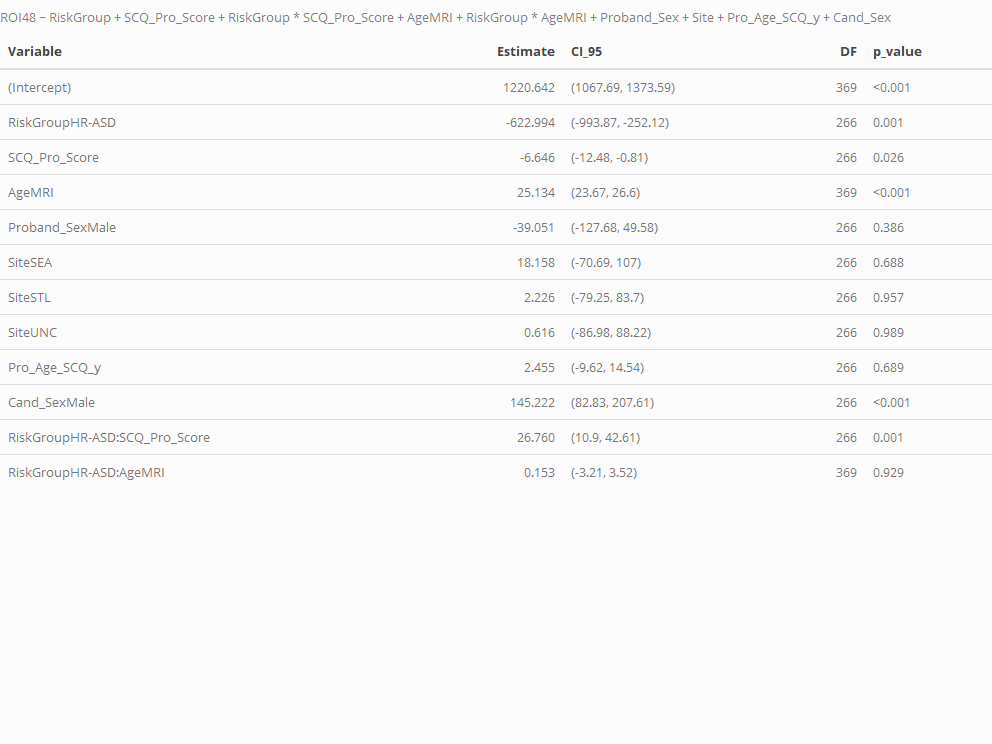 ROI48 ~ RiskGroup + SCQ_Pro_Score + RiskGroup * SCQ_Pro_Score + AgeMRI + RiskGroup * AgeMRI + Proband_Sex + Site + Pro_Age_SCQ_y + Cand_Sex
Variable Estimate CI_95 DF p_value
(Intercept) 1220.642 (1067.69, 1373.59) 369 <0.001
RiskGroupHR-ASD -622.994 (-993.87, -252.12) 266 0.001
SCQ_Pro_Score -6.646 (-12.48, -0.81) 266 0.026
AgeMRI 25.134 (23.67, 26.6) 369 <0.001
Proband_SexMale -39.051 (-127.68, 49.58) 266 0.386
SiteSEA 18.158 (-70.69, 107) 266 0.688
SiteSTL 2.226 (-79.25, 83.7) 266 0.957
SiteUNC 0.616 (-86.98, 88.22) 266 0.989
Pro_Age_SCQ_y 2.455 (-9.62, 14.54) 266 0.689
Cand_SexMale 145.222 (82.83, 207.61) 266 <0.001
RiskGroupHR-ASD:SCQ_Pro_Score 26.760 (10.9, 42.61) 266 0.001
RiskGroupHR-ASD:AgeMRI 0.153 (-3.21, 3.52) 369 0.929